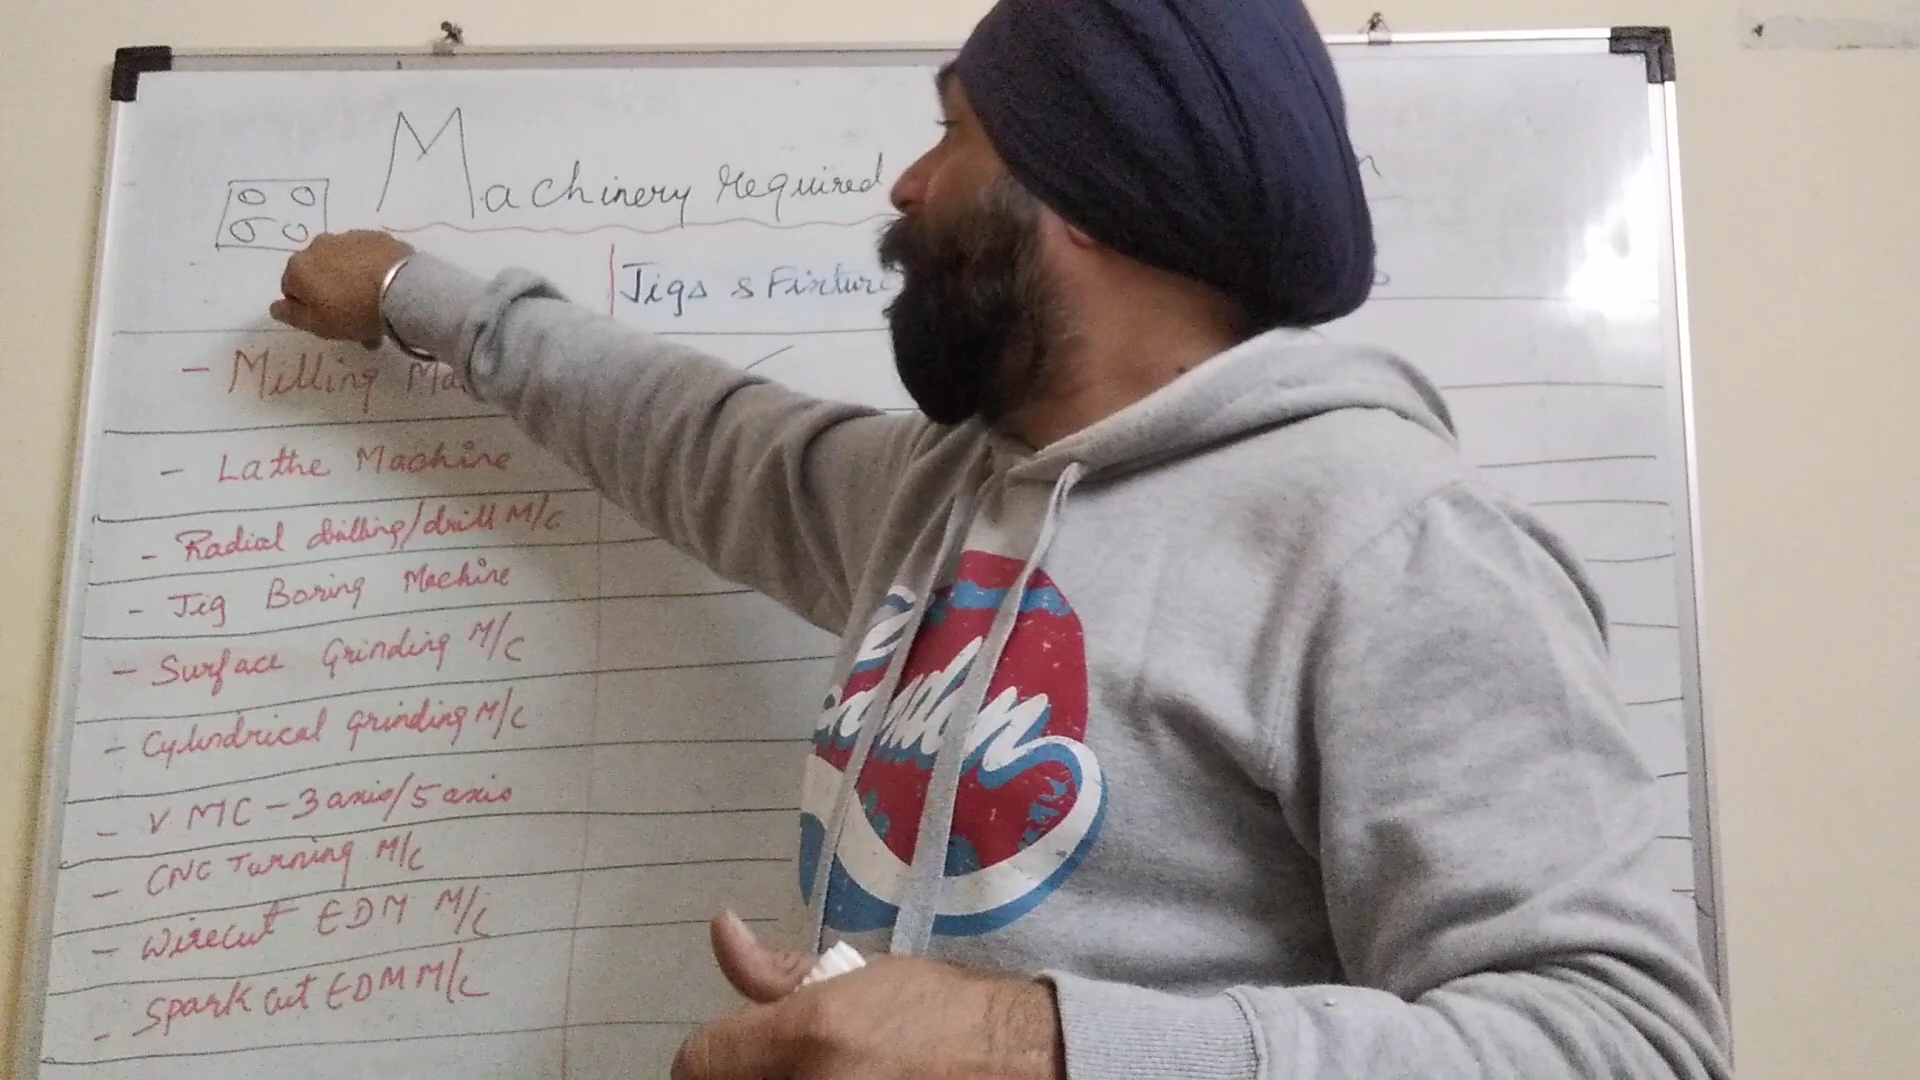 Machinery required
Jigs & Fixture
- Milling Ma
- Lathe Machine
- Radial drilling/drill M/c
- Jig Boring Machine
- Surface Grinding M/c
- Cylindrical grinding M/c
- VMC - 3 axis/5 axis
- CNC Turning M/c
- Wirecut EDM M/c
- Spark cut EDM M/c